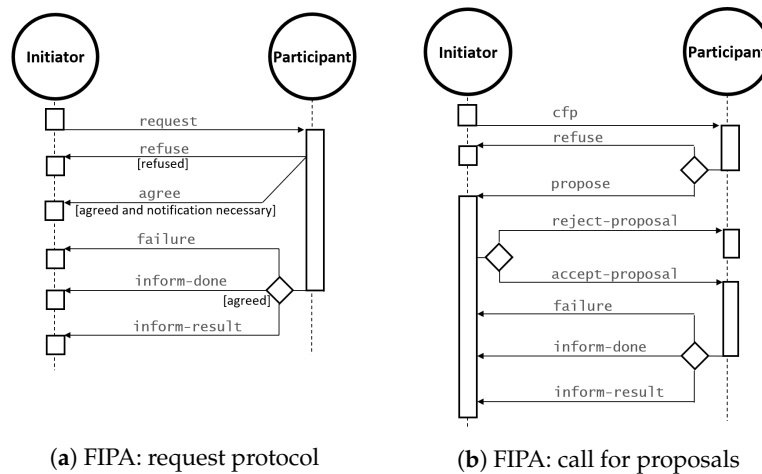 Initiator
Participant
request
refuse
[refused]
agree
[agreed and notification necessary]
failure
inform-done
[agreed]
inform-result
(a) FIPA: request protocol
Initiator
Participant
cfp
refuse
propose
reject-proposal
accept-proposal
failure
inform-done
inform-result
(b) FIPA: call for proposals